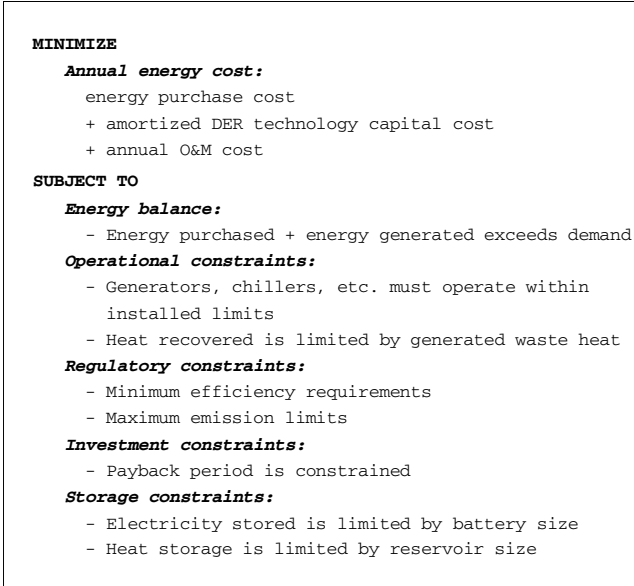 MINIMIZE
Annual energy cost:
energy purchase cost
+ amortized DER technology capital cost
+ annual O&M cost
SUBJECT TO
Energy balance:
- Energy purchased + energy generated exceeds demand
Operational constraints:
- Generators, chillers, etc. must operate within
installed limits
- Heat recovered is limited by generated waste heat
Regulatory constraints:
- Minimum efficiency requirements
- Maximum emission limits
Investment constraints:
- Payback period is constrained
Storage constraints:
- Electricity stored is limited by battery size
- Heat storage is limited by reservoir size